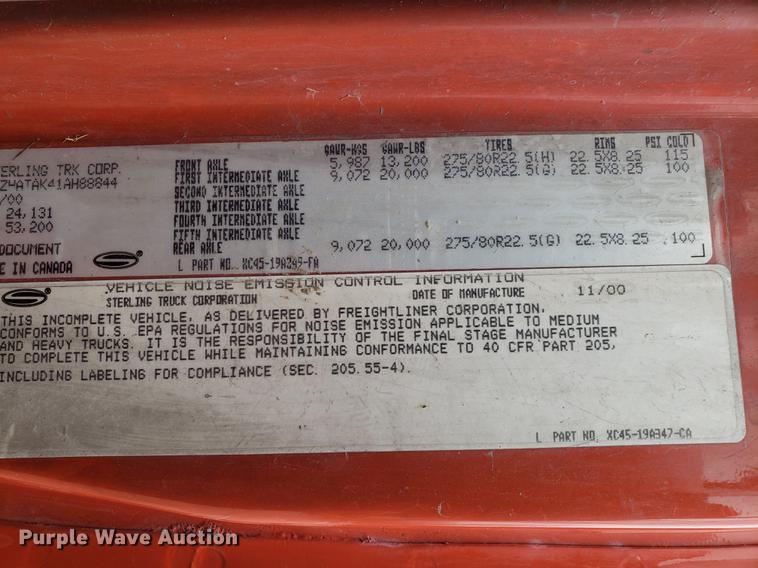 GAWR-KGS GAWR-LBS TIRES RIMS PSI COLD
ERLING TRK CORP. FRONT AXLE 5,987 13,200 275/80R22.5(H) 22.5X8.25 115
Z4ATAK41AH88844 FIRST INTERMEDIATE AXLE 9,072 20,000 275/80R22.5(G) 22.5X8.25 100
/00 SECOND INTERMEDIATE AXLE
24,131 THIRD INTERMEDIATE AXLE
53,200 FOURTH INTERMEDIATE AXLE
FIFTH INTERMEDIATE AXLE
DOCUMENT REAR AXLE 9,072 20,000 275/80R22.5(G) 22.5X8.25 100
E IN CANADA L PART NO.
VEHICLE NOISE EMISSION CONTROL INFORMATION
STERLING TRUCK CORPORATION DATE OF MANUFACTURE 11/00
THIS INCOMPLETE VEHICLE, AS DELIVERED BY FREIGHTLINER CORPORATION,
CONFORMS TO U.S. EPA REGULATIONS FOR NOISE EMISSION APPLICABLE TO MEDIUM
AND HEAVY TRUCKS. IT IS THE RESPONSIBILITY OF THE FINAL STAGE MANUFACTURER
TO COMPLETE THIS VEHICLE WHILE MAINTAINING CONFORMANCE TO 40 CFR PART 205,
INCLUDING LABELING FOR COMPLIANCE (SEC. 205.55-4).
L PART NO. XC45-19A347-CA
Purple Wave Auction